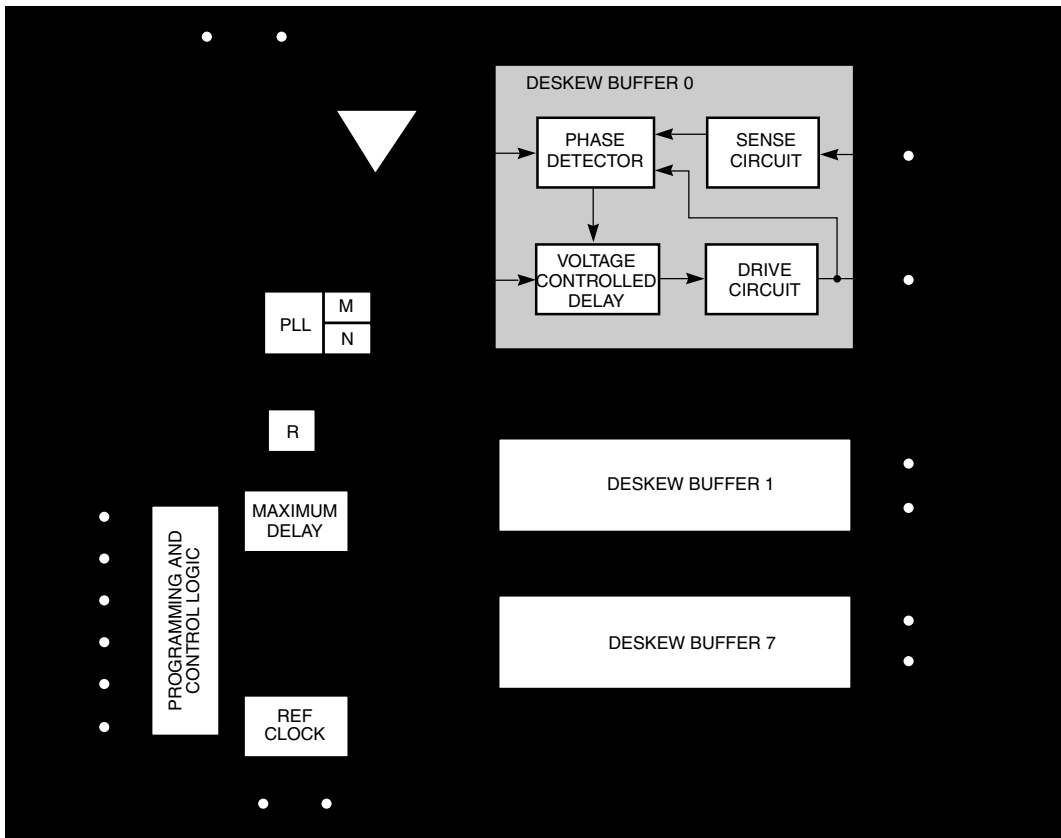 DESKEW BUFFER 0
PHASE
DETECTOR
SENSE
CIRCUIT
VOLTAGE
CONTROLLED
DELAY
DRIVE
CIRCUIT
PLL
M
N
R
DESKEW BUFFER 1
MAXIMUM
DELAY
PROGRAMMING AND
CONTROL LOGIC
DESKEW BUFFER 7
REF
CLOCK